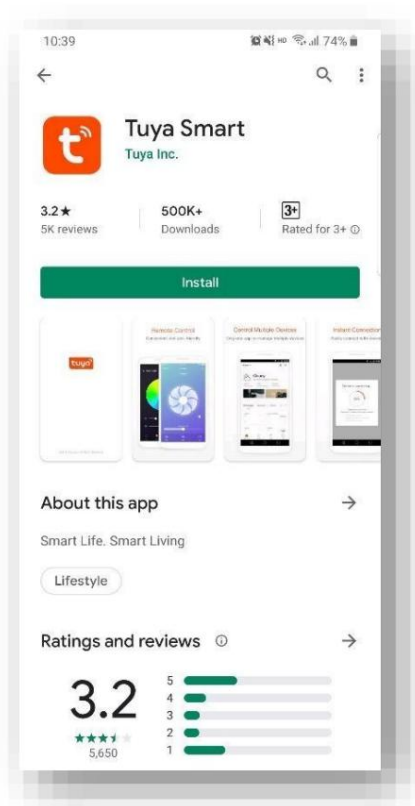 10:39
HD 74%
Tuya Smart
Tuya Inc.
3.2★ 500K+ 3+
5K reviews Downloads Rated for 3+
Install
tuya
Remote Control
Control Multiple Devices
About this app
Smart Life. Smart Living
Lifestyle
Ratings and reviews
3.2
5
4
3
2
1
5,650